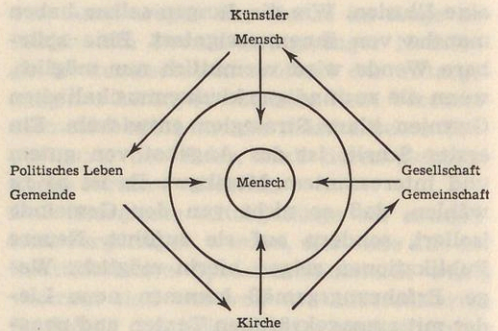 Künstler
Mensch
Politisches Leben
Gemeinde
Mensch
Gesellschaft
Gemeinschaft
Kirche